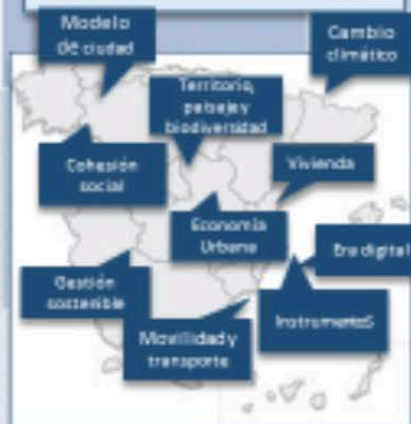 Modelo
de ciudad
Cambio
climático
Territorio,
paisaje y
biodiversidad
Cohesión
social
Vivienda
Economía
Urbana
Era digital
Gestión
sostenible
InstrumentoS
Movilidad y
transporte